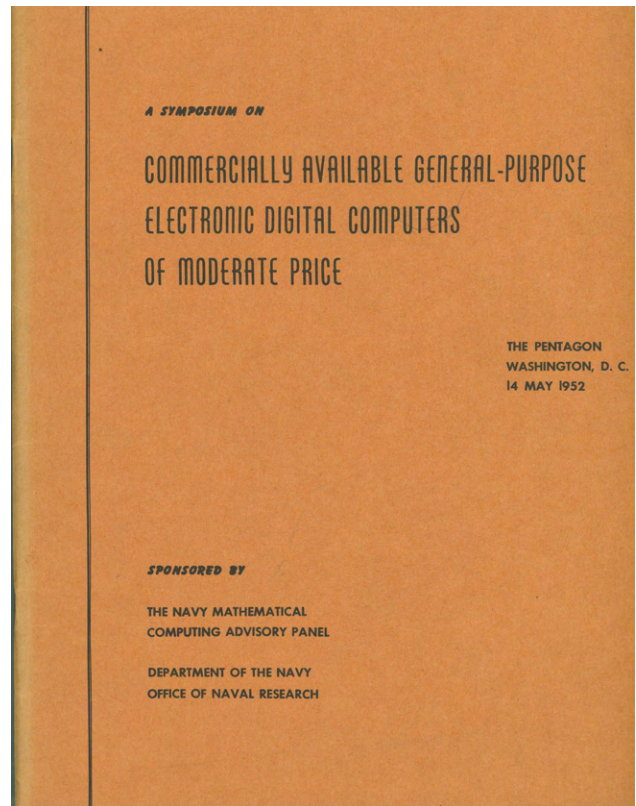 A SYMPOSIUM ON
COMMERCIALLY AVAILABLE GENERAL-PURPOSE
ELECTRONIC DIGITAL COMPUTERS
OF MODERATE PRICE
THE PENTAGON
WASHINGTON, D. C.
14 MAY 1952
SPONSORED BY
THE NAVY MATHEMATICAL
COMPUTING ADVISORY PANEL
DEPARTMENT OF THE NAVY
OFFICE OF NAVAL RESEARCH